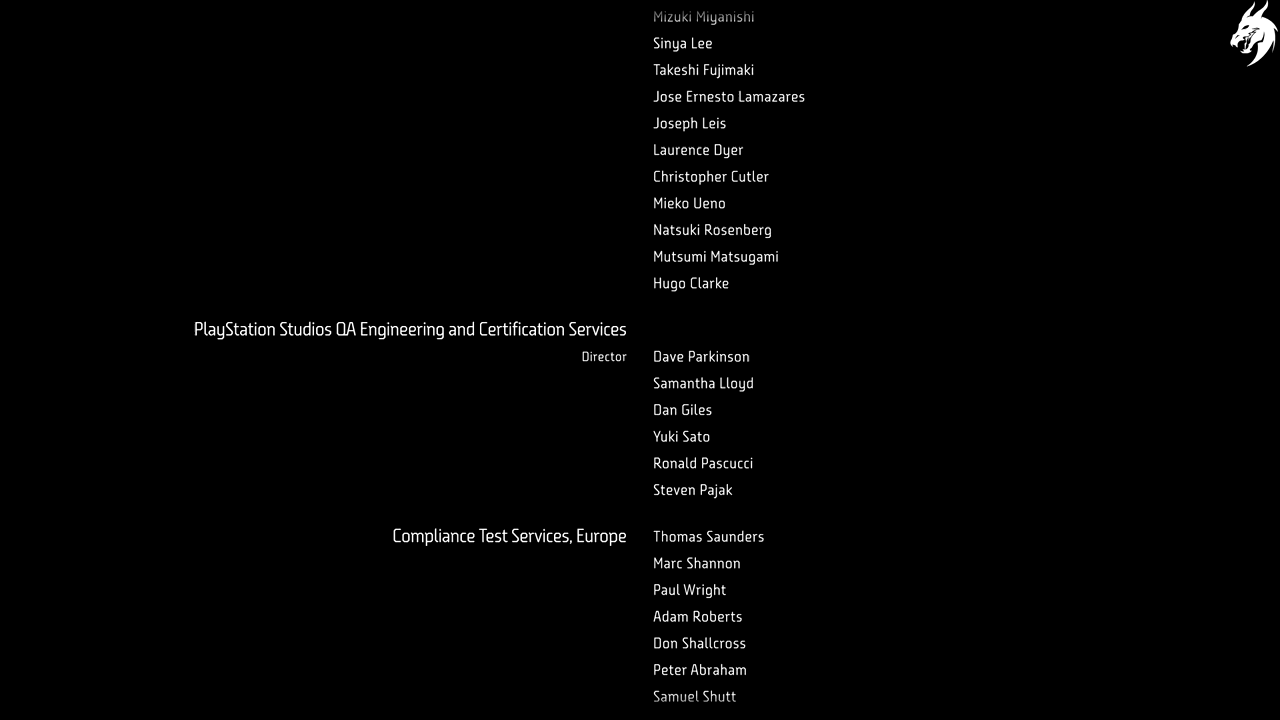 Mizuki Miyanishi
Sinya Lee
Takeshi Fujimaki
Jose Ernesto Lamazares
Joseph Leis
Laurence Dyer
Christopher Cutler
Mieko Ueno
Natsuki Rosenberg
Mutsumi Matsugami
Hugo Clarke
PlayStation Studios QA Engineering and Certification Services
Director Dave Parkinson
Samantha Lloyd
Dan Giles
Yuki Sato
Ronald Pascucci
Steven Pajak
Compliance Test Services, Europe Thomas Saunders
Marc Shannon
Paul Wright
Adam Roberts
Don Shallcross
Peter Abraham
Samuel Shutt